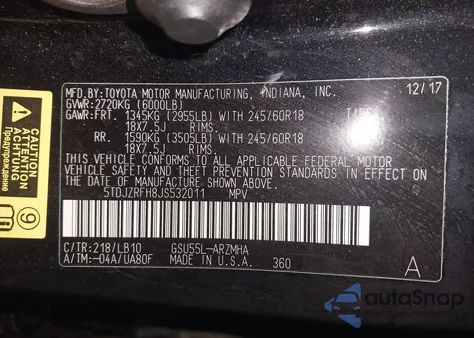 MFD.BY:TOYOTA MOTOR MANUFACTURING, INDIANA, INC. 12/17
GVWR:2720KG (6000LB)
GAWR:FRT. 1345KG (2955LB) WITH 245/60R18
18X7.5J RIMS.
RR. 1590KG (3505LB) WITH 245/60R18
18X7.5J RIMS.
THIS VEHICLE CONFORMS TO ALL APPLICABLE FEDERAL MOTOR
VEHICLE SAFETY AND THEFT PREVENTION STANDARDS IN EFFECT
ON THE DATE OF MANUFACTURE SHOWN ABOVE.
5TDJZRFH8JS532011 MPV
C/TR:218/LB10 GSU55L-ARZMHA
A/TM:-04A/UA80F MADE IN U.S.A. 360 A
Предупреждение
9
autoSnap